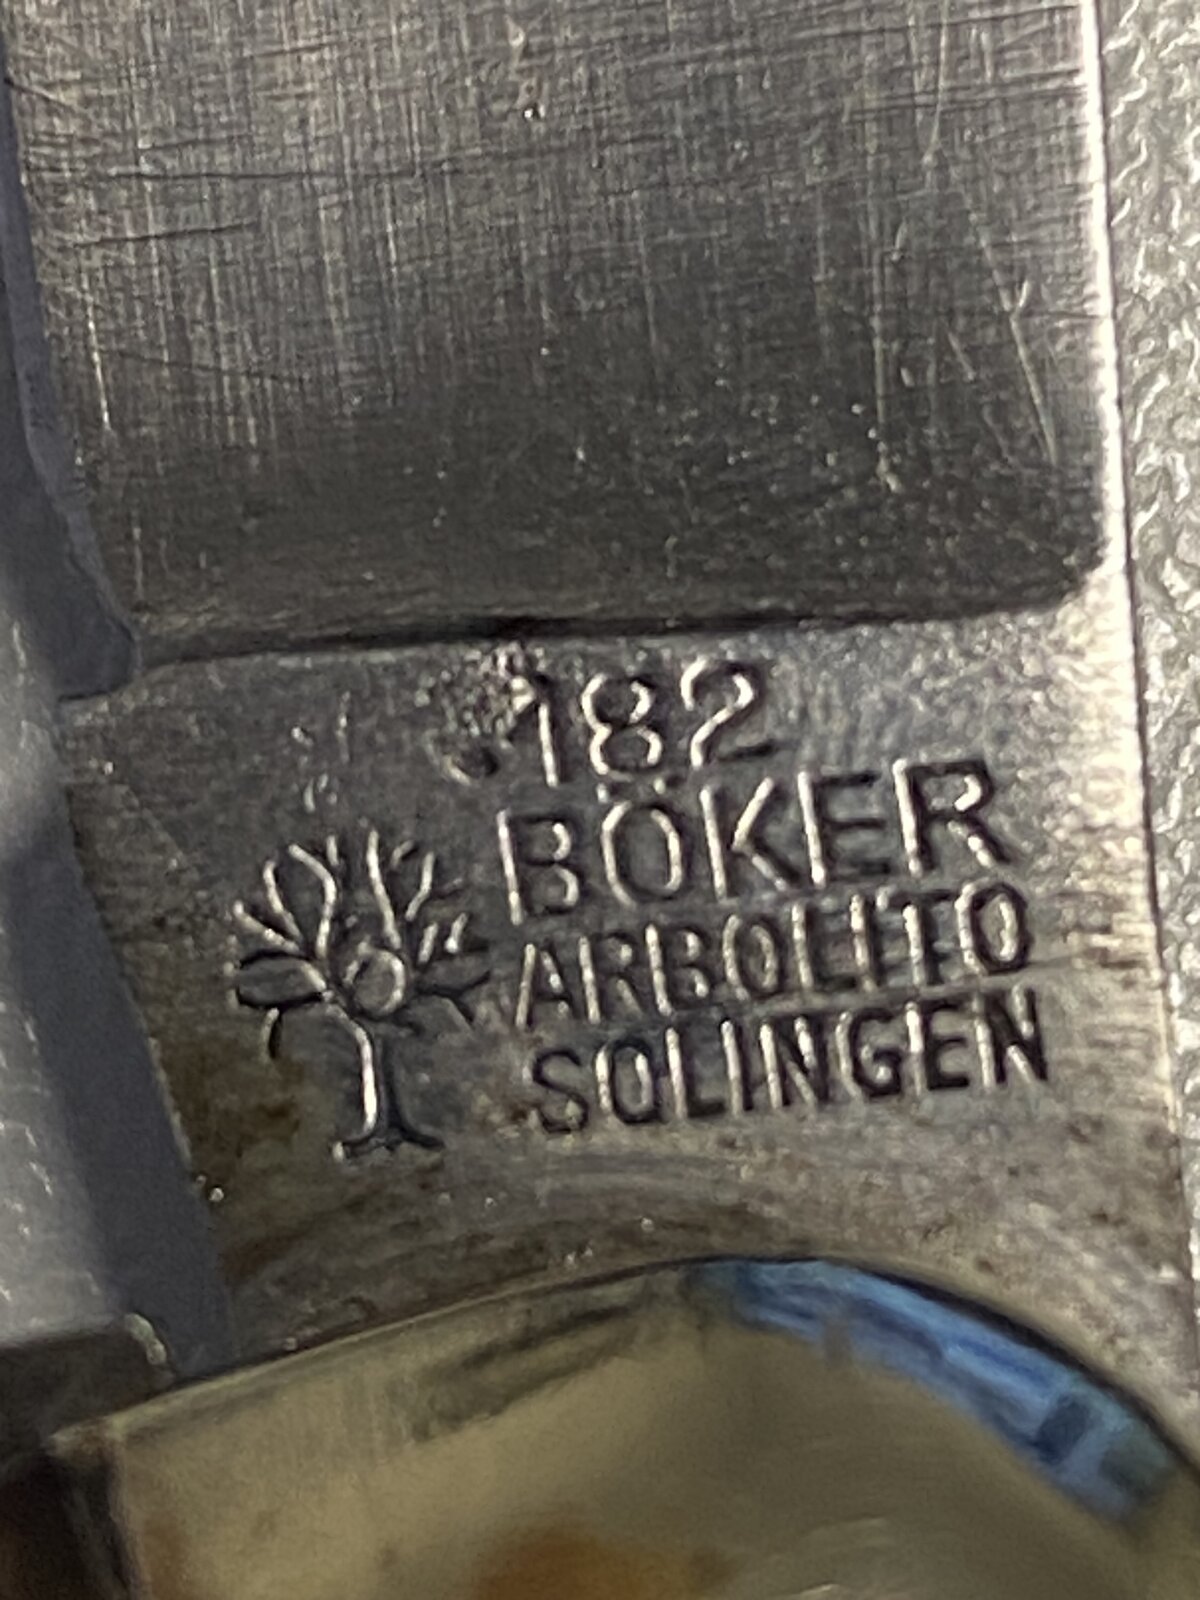 182
BÖKER
ARBOLITO
SOLINGEN